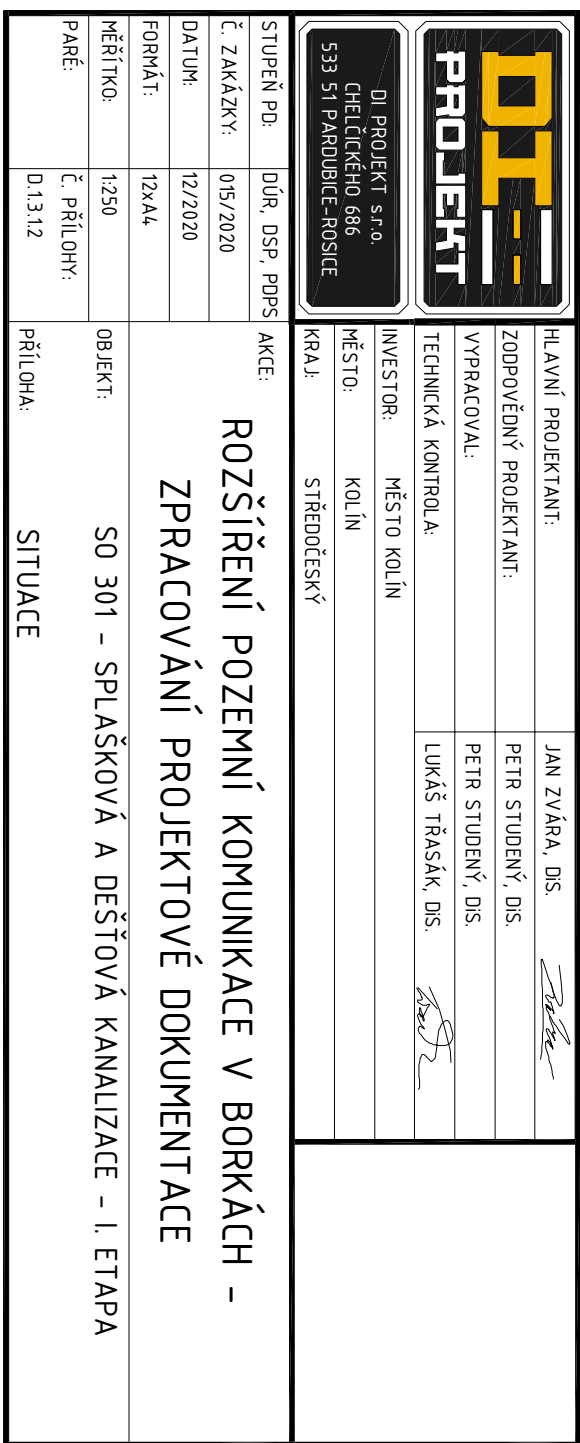 DI
PROJEKT
DI PROJEKT s.r.o.
CHELČICKÉHO 686
533 51 PARDUBICE-ROSICE
HLAVNÍ PROJEKTANT: JAN ZVÁRA, DiS.
ZODPOVĚDNÝ PROJEKTANT: PETR STUDENÝ, DiS.
VYPRACOVAL: PETR STUDENÝ, DiS.
TECHNICKÁ KONTROLA: LUKÁŠ TŘASÁK, DiS.
INVESTOR: MĚSTO KOLÍN
MĚSTO: KOLÍN
KRAJ: STŘEDOČESKÝ
STUPEŇ PD: DÚR, DSP, PDPS
Č. ZAKÁZKY: 015/2020
DATUM: 12/2020
FORMÁT: 12xA4
MĚŘÍTKO: 1:250
PARÉ: Č. PŘÍLOHY:
D.1.3.1.2
AKCE:
ROZŠÍŘENÍ POZEMNÍ KOMUNIKACE V BORKÁCH -
ZPRACOVÁNÍ PROJEKTOVÉ DOKUMENTACE
OBJEKT: SO 301 - SPLAŠKOVÁ A DEŠŤOVÁ KANALIZACE - I. ETAPA
PŘÍLOHA: SITUACE